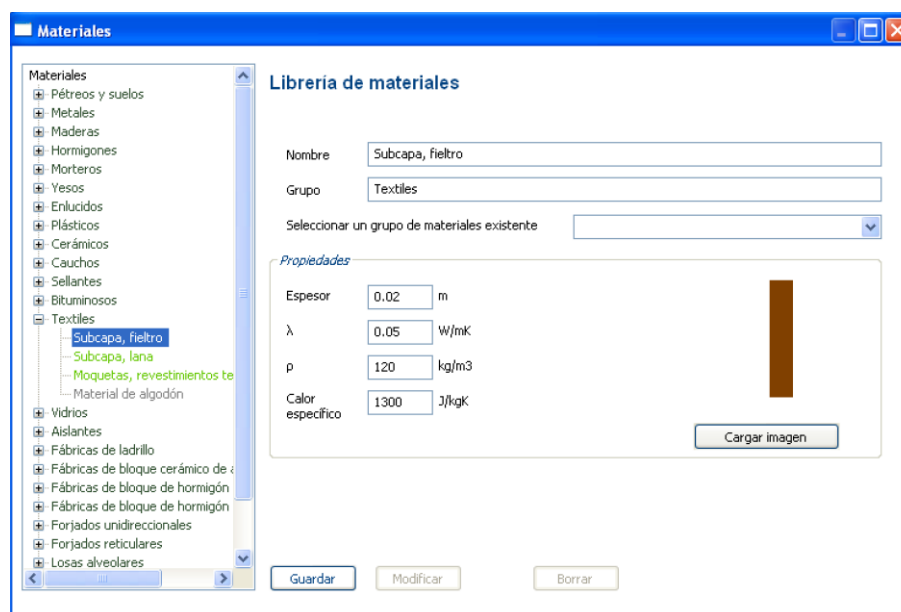 Materiales
Materiales
Pétreos y suelos
Metales
Maderas
Hormigones
Morteros
Yesos
Enlucidos
Plásticos
Cerámicos
Cauchos
Sellantes
Bituminosos
Textiles
Subcapa, fieltro
Subcapa, lana
Moquetas, revestimientos te
Material de algodón
Vidrios
Aislantes
Fábricas de ladrillo
Fábricas de bloque cerámico de a
Fábricas de bloque de hormigón
Fábricas de bloque de hormigón
Forjados unidireccionales
Forjados reticulares
Losas alveolares
Librería de materiales
Nombre Subcapa, fieltro
Grupo Textiles
Seleccionar un grupo de materiales existente
Propiedades
Espesor 0.02 m
λ 0.05 W/mK
ρ 120 kg/m3
Calor
específico 1300 J/kgK
Cargar imagen
Guardar Modificar Borrar